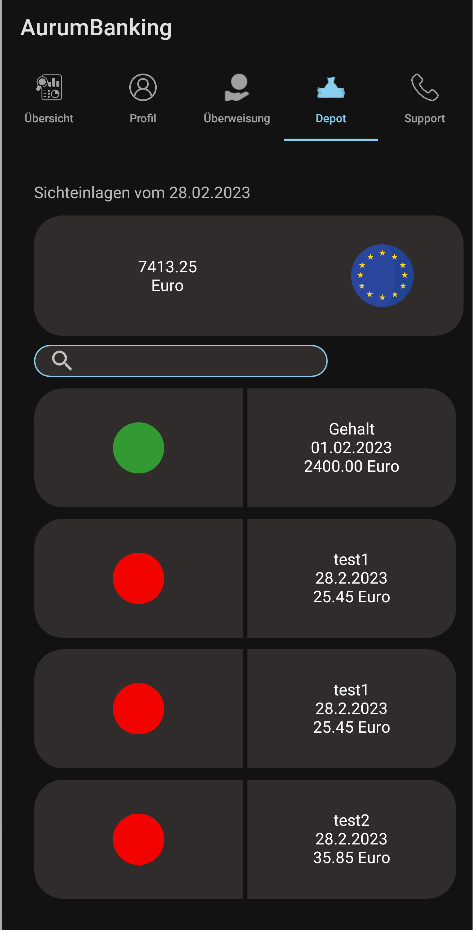 AurumBanking
Übersicht
Profil
Überweisung
Depot
Support
Sichteinlagen vom 28.02.2023
7413.25
Euro
Gehalt
01.02.2023
2400.00 Euro
test1
28.2.2023
25.45 Euro
test1
28.2.2023
25.45 Euro
test2
28.2.2023
35.85 Euro